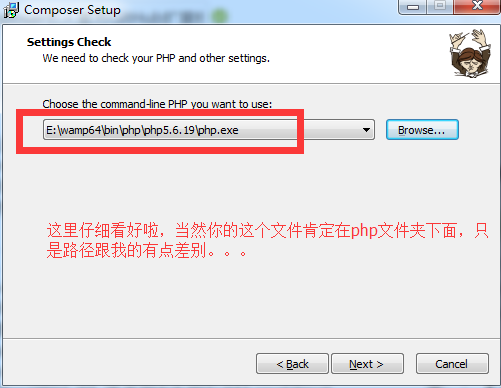 Composer Setup
Settings Check
We need to check your PHP and other settings.
Choose the command-line PHP you want to use:
E:\wamp64\bin\php\php5.6.19\php.exe
Browse...
这里仔细看好啦，当然你的这个文件肯定在php文件夹下面，只
是路径跟我的有点差别。。。
< Back
Next >
Cancel